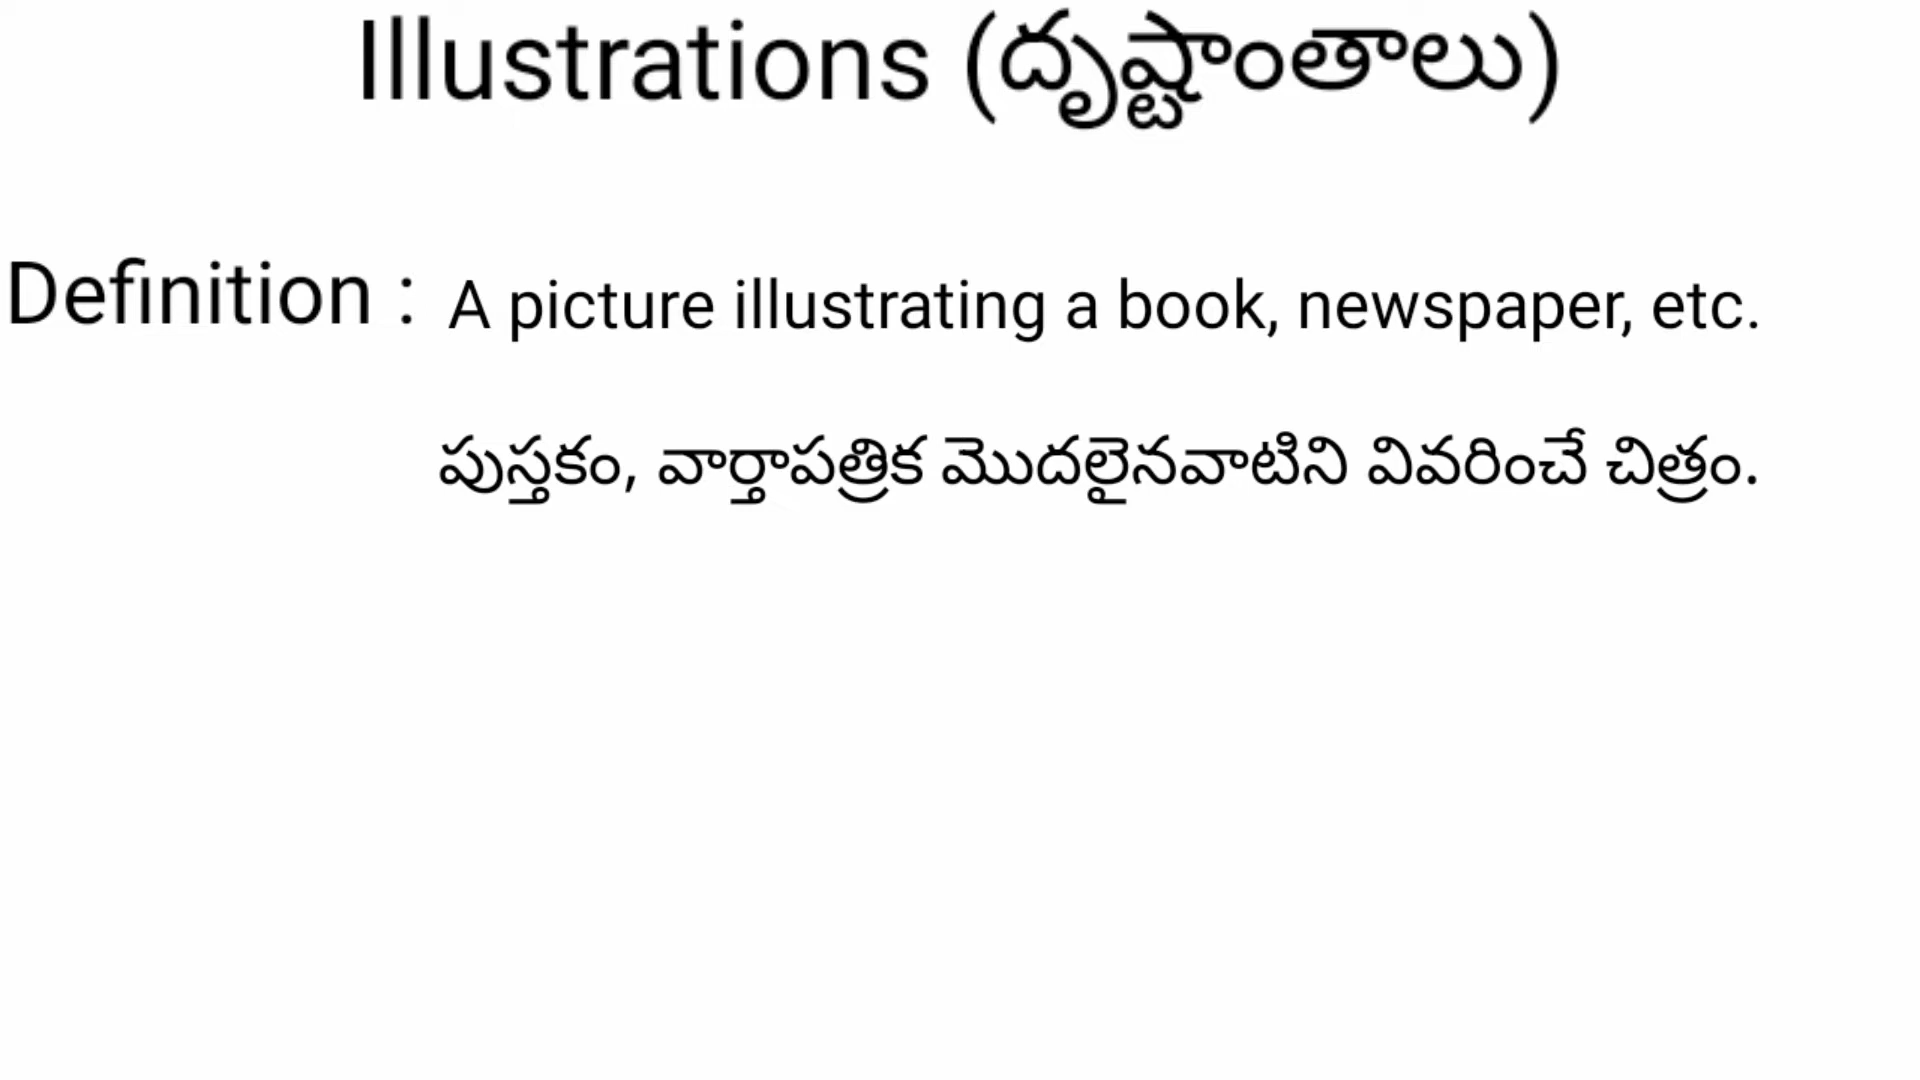 Illustrations (దృష్టాంతాలు)
Definition : A picture illustrating a book, newspaper, etc.
పుస్తకం, వార్తాపత్రిక మొదలైనవాటిని వివరించే చిత్రం.